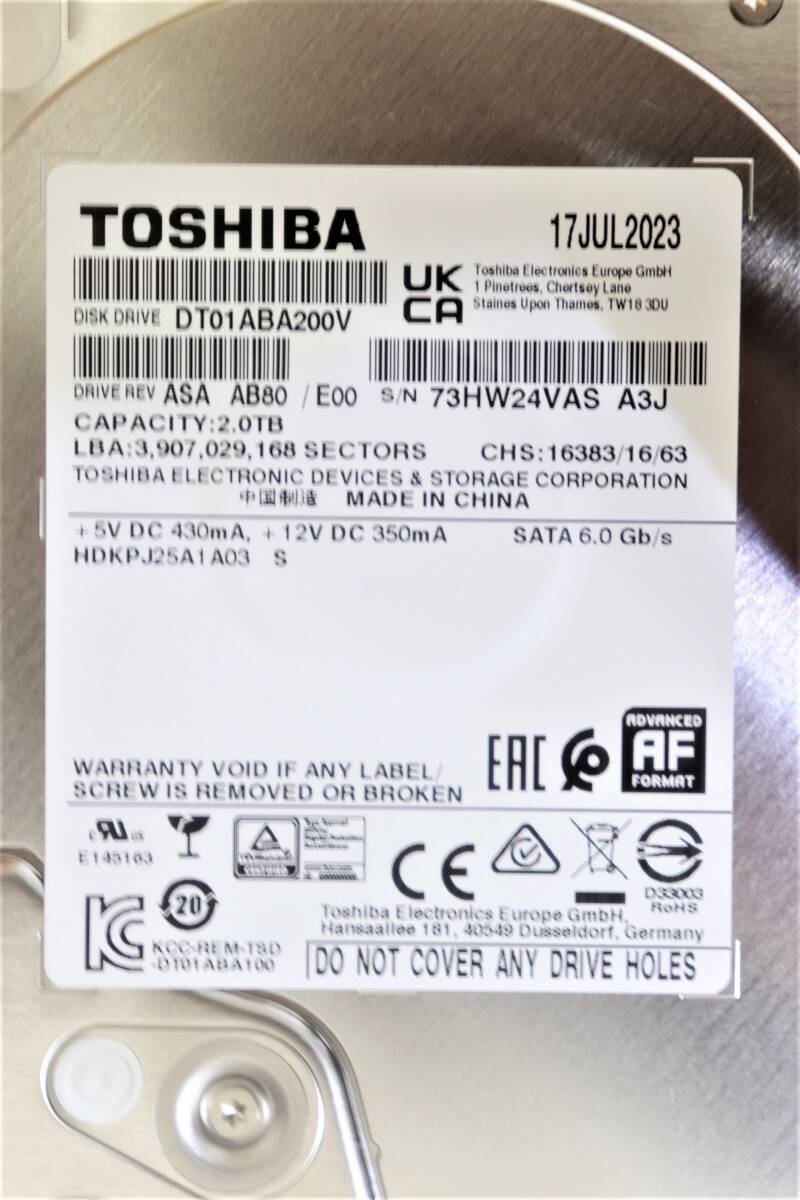 TOSHIBA
17JUL2023
UK
CA
Toshiba Electronics Europe GmbH
1 Pinetrees, Chertsey Lane
Staines Upon Thames, TW18 3DU
DISK DRIVE DT01ABA200V
DRIVE REV ASA AB80 / E00 S/N 73HW24VAS A3J
CAPACITY:2.0TB
LBA:3,907,029,168 SECTORS CHS:16383/16/63
TOSHIBA ELECTRONIC DEVICES & STORAGE CORPORATION
中国制造 MADE IN CHINA
+5V DC 430mA, +12V DC 350mA SATA 6.0 Gb/s
HDKPJ25A1A03 S
EAC
ADVANCED
AF
FORMAT
WARRANTY VOID IF ANY LABEL/
SCREW IS REMOVED OR BROKEN
E145163
CE
D33003
RoHS
20
Toshiba Electronics Europe GmbH,
Hansaallee 181, 40549 Dusseldorf, Germany
KCC-REM-TSD
-DT01ABA100
DO NOT COVER ANY DRIVE HOLES